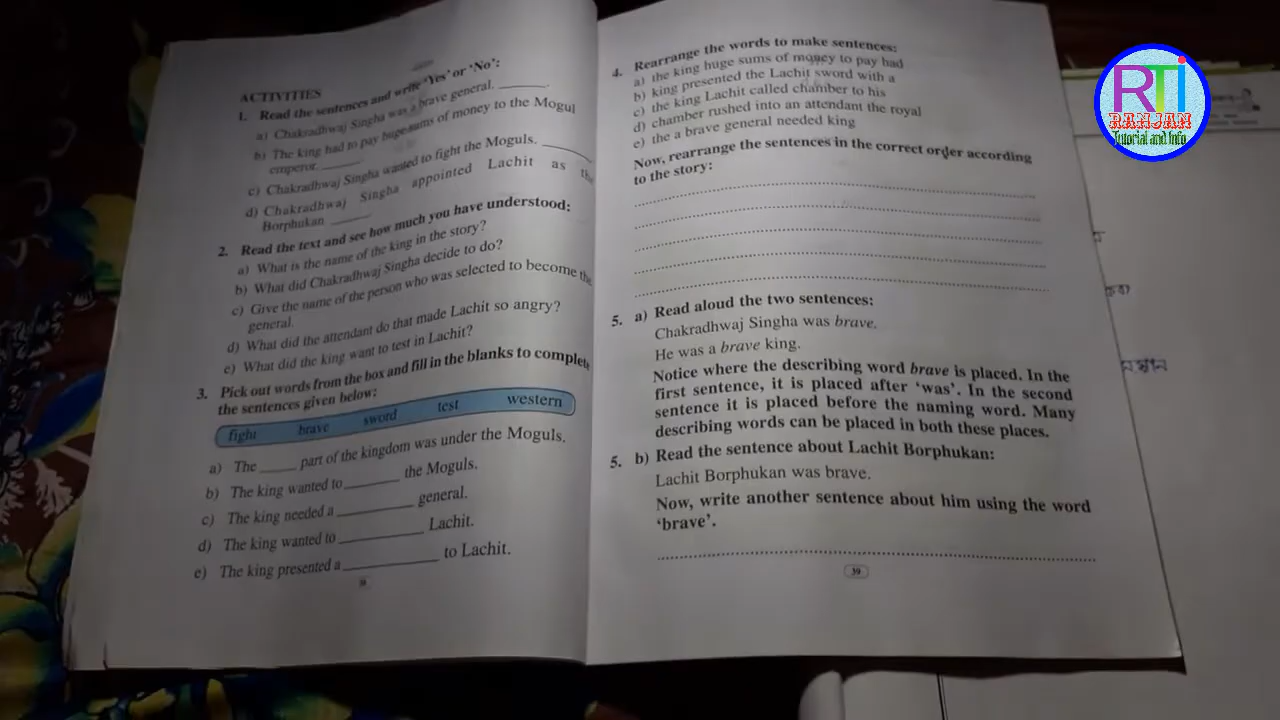 ACTIVITIES
1. Read the sentences and write 'Yes' or 'No':
a) Chakradhwaj Singha was a brave general. ______.
b) The king had to pay huge sums of money to the Mogul
emperor. ______
c) Chakradhwaj Singha wanted to fight the Moguls. ______
d) Chakradhwaj Singha appointed Lachit as the
Borphukan ______
2. Read the text and see how much you have understood:
a) What is the name of the king in the story?
b) What did Chakradhwaj Singha decide to do?
c) Give the name of the person who was selected to become the
general.
d) What did the attendant do that made Lachit so angry?
e) What did the king want to test in Lachit?
3. Pick out words from the box and fill in the blanks to complete
the sentences given below:
fight brave sword test western
a) The ______ part of the kingdom was under the Moguls.
b) The king wanted to ______ the Moguls.
c) The king needed a ______ general.
d) The king wanted to ______ Lachit.
e) The king presented a ______ to Lachit.
4. Rearrange the words to make sentences:
a) the king huge sums of money to pay had
b) king presented the Lachit sword with a
c) the king Lachit called chamber to his
d) chamber rushed into an attendant the royal
e) the a brave general needed king
Now, rearrange the sentences in the correct order according
to the story:
5. a) Read aloud the two sentences:
Chakradhwaj Singha was brave.
He was a brave king.
Notice where the describing word brave is placed. In the
first sentence, it is placed after 'was'. In the second
sentence it is placed before the naming word. Many
describing words can be placed in both these places.
5. b) Read the sentence about Lachit Borphukan:
Lachit Borphukan was brave.
Now, write another sentence about him using the word
'brave'.
39
RTI
RANJAN
Tutorial and Info